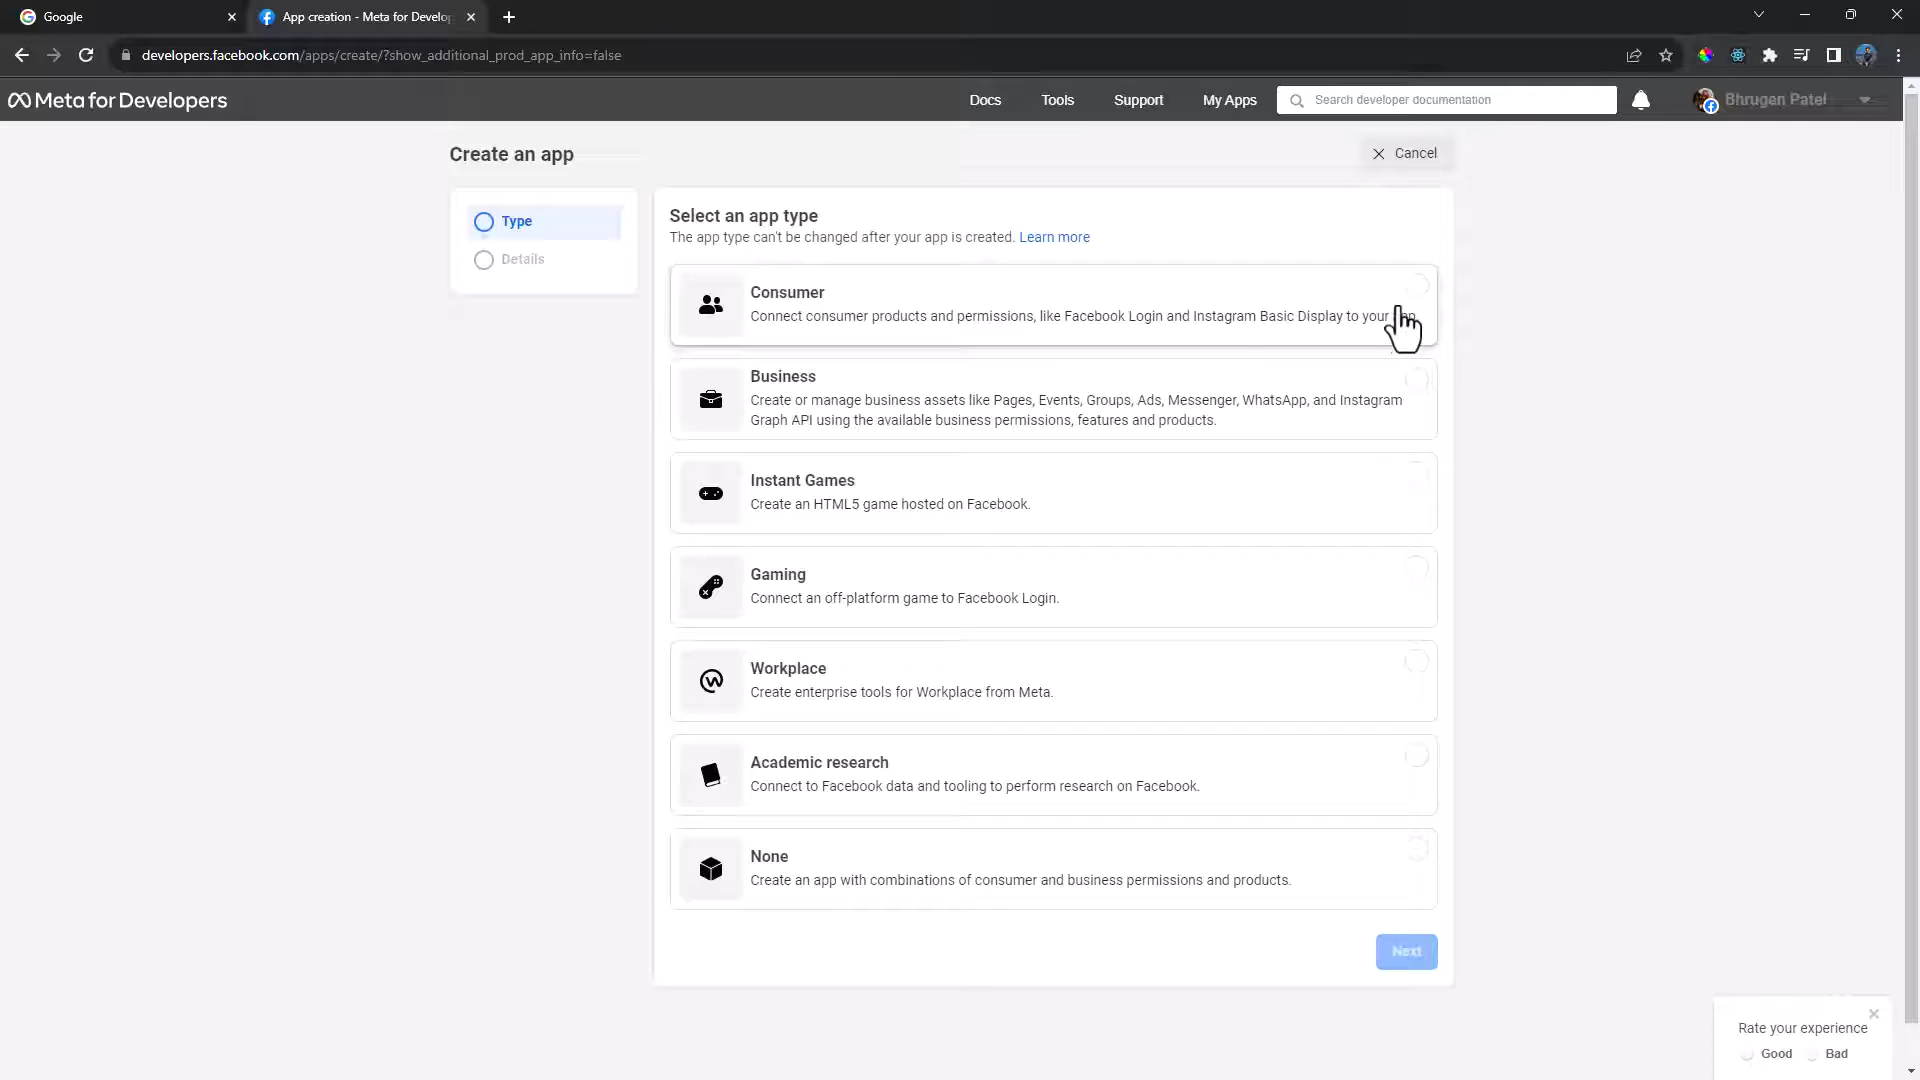 Google
App creation - Meta for Develop
developers.facebook.com/apps/create/?show_additional_prod_app_info=false
Meta for Developers
Docs
Tools
Support
My Apps
Search developer documentation
Bhrugen Patel
Create an app
Cancel
Type
Details
Select an app type
The app type can't be changed after your app is created. Learn more
Consumer
Connect consumer products and permissions, like Facebook Login and Instagram Basic Display to your
Business
Create or manage business assets like Pages, Events, Groups, Ads, Messenger, WhatsApp, and Instagram
Graph API using the available business permissions, features and products.
Instant Games
Create an HTML5 game hosted on Facebook.
Gaming
Connect an off-platform game to Facebook Login.
Workplace
Create enterprise tools for Workplace from Meta.
Academic research
Connect to Facebook data and tooling to perform research on Facebook.
None
Create an app with combinations of consumer and business permissions and products.
Next
Rate your experience
Good
Bad